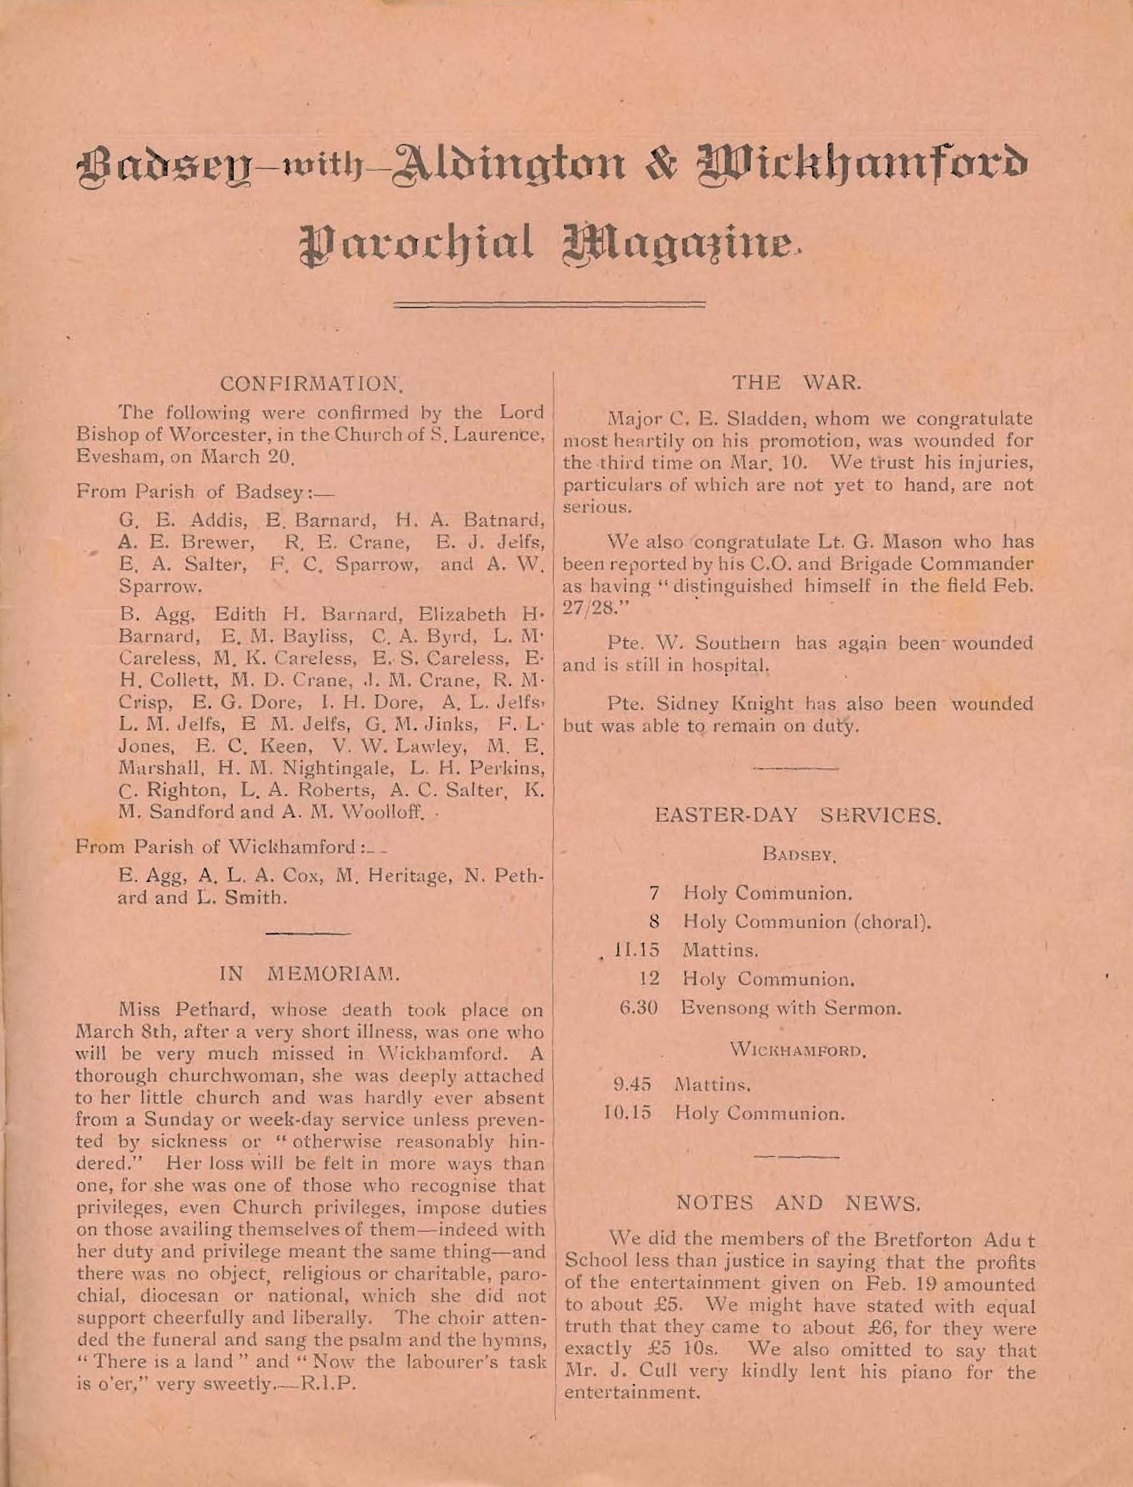 Badsey—with—Aldington & Wickhamford
Parochial Magazine.
CONFIRMATION.
The following were confirmed by the Lord
Bishop of Worcester, in the Church of S. Laurence,
Evesham, on March 20.
From Parish of Badsey:—
G. E. Addis, E. Barnard, H. A. Batnard,
A. E. Brewer, R. E. Crane, E. J. Jelfs,
E. A. Salter, F. C. Sparrow, and A. W.
Sparrow.
B. Agg, Edith H. Barnard, Elizabeth H·
Barnard, E. M. Bayliss, C. A. Byrd, L. M·
Careless, M. K. Careless, E. S. Careless, E·
H. Collett, M. D. Crane, J. M. Crane, R. M·
Crisp, E. G. Dore, I. H. Dore, A. L. Jelfs,
L. M. Jelfs, E M. Jelfs, G. M. Jinks, F. L·
Jones, E. C. Keen, V. W. Lawley, M. E.
Marshall, H. M. Nightingale, L. H. Perkins,
C. Righton, L. A. Roberts, A. C. Salter, K.
M. Sandford and A. M. Woolloff.
From Parish of Wickhamford:—
E. Agg, A. L. A. Cox, M. Heritage, N. Peth-
ard and L. Smith.
IN MEMORIAM.
Miss Pethard, whose death took place on
March 8th, after a very short illness, was one who
will be very much missed in Wickhamford. A
thorough churchwoman, she was deeply attached
to her little church and was hardly ever absent
from a Sunday or week-day service unless preven-
ted by sickness or "otherwise reasonably hin-
dered." Her loss will be felt in more ways than
one, for she was one of those who recognise that
privileges, even Church privileges, impose duties
on those availing themselves of them—indeed with
her duty and privilege meant the same thing—and
there was no object, religious or charitable, paro-
chial, diocesan or national, which she did not
support cheerfully and liberally. The choir atten-
ded the funeral and sang the psalm and the hymns,
"There is a land" and "Now the labourer's task
is o'er," very sweetly.—R.I.P.
THE WAR.
Major C. E. Sladden, whom we congratulate
most heartily on his promotion, was wounded for
the third time on Mar. 10. We trust his injuries,
particulars of which are not yet to hand, are not
serious.
We also congratulate Lt. G. Mason who has
been reported by his C.O. and Brigade Commander
as having "distinguished himself in the field Feb.
27/28."
Pte. W. Southern has again been wounded
and is still in hospital.
Pte. Sidney Knight has also been wounded
but was able to remain on duty.
EASTER-DAY SERVICES.
BADSEY.
7 Holy Communion.
8 Holy Communion (choral).
11.15 Mattins.
12 Holy Communion.
6.30 Evensong with Sermon.
WICKHAMFORD.
9.45 Mattins.
10.15 Holy Communion.
NOTES AND NEWS.
We did the members of the Bretforton Adu t
School less than justice in saying that the profits
of the entertainment given on Feb. 19 amounted
to about £5. We might have stated with equal
truth that they came to about £6, for they were
exactly £5 10s. We also omitted to say that
Mr. J. Cull very kindly lent his piano for the
entertainment.